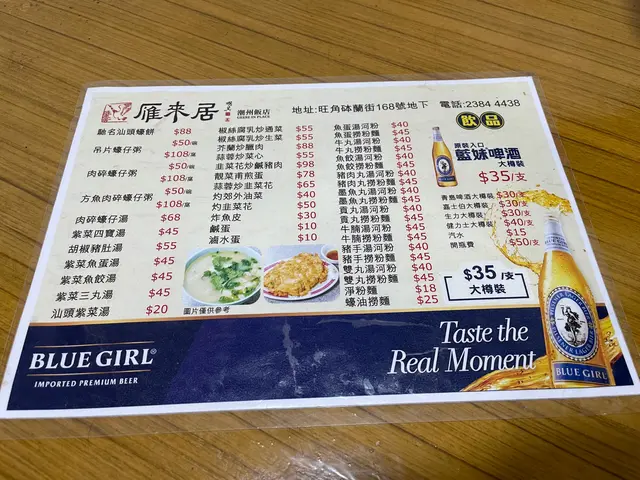 雁來居 潮州飯店 地址:旺角砵蘭街168號地下 電話:2384 4438
馳名汕頭蠔餅 $88
$50/碗
吊片蠔仔粥 $108/窩
$50/碗
肉碎蠔仔粥 $108/窩
$50/碗
方魚肉碎蠔仔粥 $108/窩
肉碎蠔仔湯 $68
紫菜四寶湯 $45
胡椒豬肚湯 $55
紫菜魚蛋湯 $45
紫菜魚餃湯 $45
紫菜三丸湯 $45
汕頭紫菜湯 $20
椒絲腐乳炒通菜 $55
椒絲腐乳炒生菜 $55
芥蘭炒臘肉 $88
蒜蓉炒菜心 $55
韭菜花炒鹹豬肉 $98
靚菜甫煎蛋 $78
蒜蓉炒韭菜花 $65
灼郊外油菜 $40
灼韭菜花 $50
炸魚皮 $30
鹹蛋 $10
滷水蛋 $10
圖片僅供參考
魚蛋湯河粉 $40
魚蛋撈粉麵 $45
牛丸湯河粉 $40
牛丸撈粉麵 $45
魚餃湯河粉 $40
魚餃撈粉麵 $45
豬肉丸湯河粉 $40
豬肉丸撈粉麵 $45
墨魚丸湯河粉 $40
墨魚丸撈粉麵 $45
貢丸湯河粉 $40
貢丸撈粉麵 $45
牛腩湯河粉 $40
牛腩撈粉麵 $45
豬手湯河粉 $40
豬手撈粉麵 $45
雙丸湯河粉 $40
雙丸撈粉麵 $45
淨粉麵 $18
蠔油撈麵 $25
飲品
原裝入口
藍妹啤酒
大樽裝
$35/支
青島啤酒大樽裝 $30/支
嘉士伯大樽裝 $30/支
生力大樽裝 $30/支
健力士大樽裝 $40/支
汽水 $15
開瓶費 $50/支
$35/支
大樽裝
BLUE GIRL®
IMPORTED PREMIUM BEER
Taste the
Real Moment
BLUE GIRL